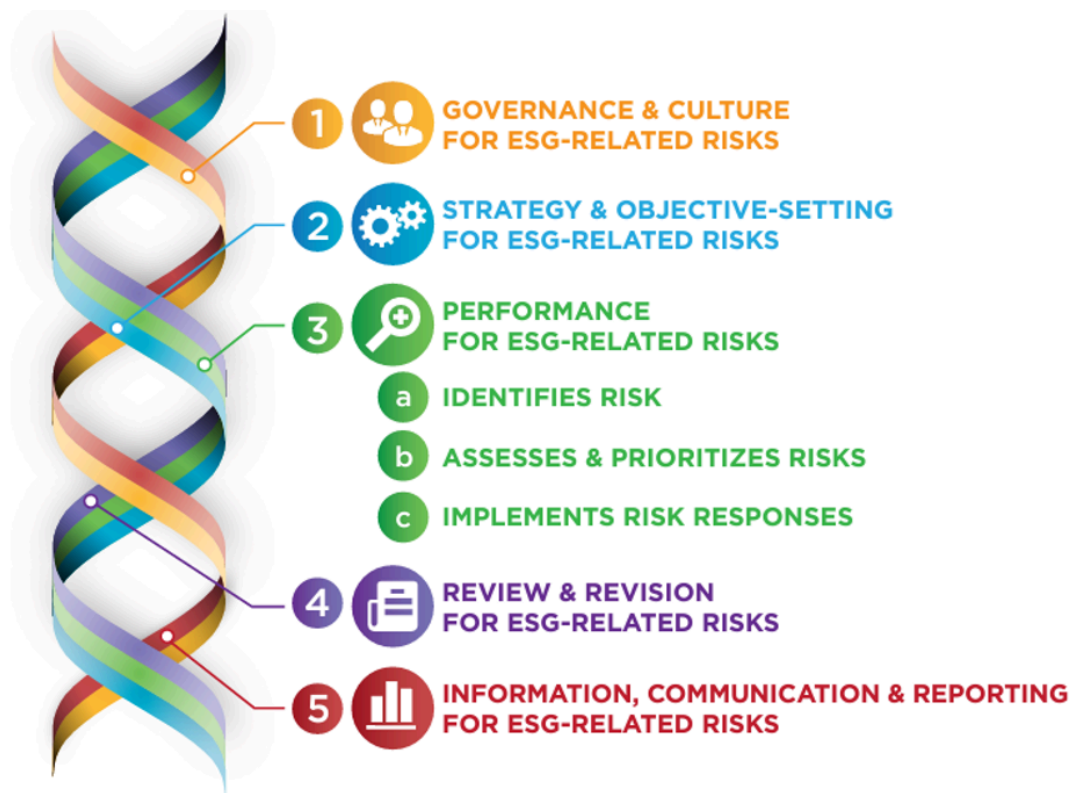 1 GOVERNANCE & CULTURE
FOR ESG-RELATED RISKS
2 STRATEGY & OBJECTIVE-SETTING
FOR ESG-RELATED RISKS
3 PERFORMANCE
FOR ESG-RELATED RISKS
a IDENTIFIES RISK
b ASSESSES & PRIORITIZES RISKS
c IMPLEMENTS RISK RESPONSES
4 REVIEW & REVISION
FOR ESG-RELATED RISKS
5 INFORMATION, COMMUNICATION & REPORTING
FOR ESG-RELATED RISKS